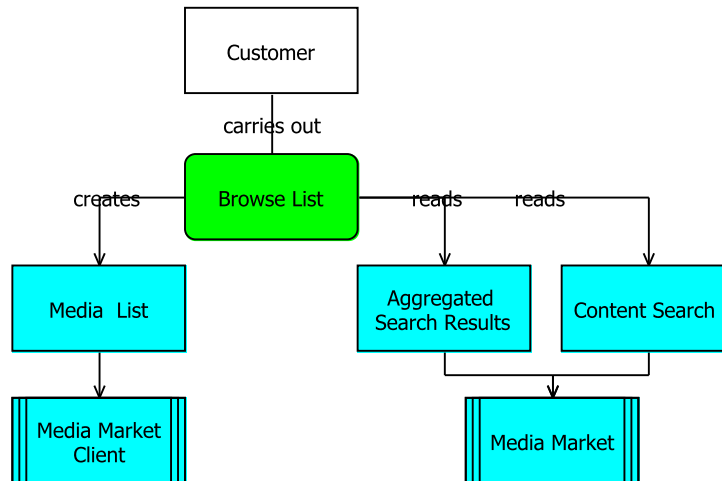 Customer
carries out
creates
Browse List
reads
reads
Media  List
Aggregated
Search Results
Content Search
Media Market
Client
Media Market